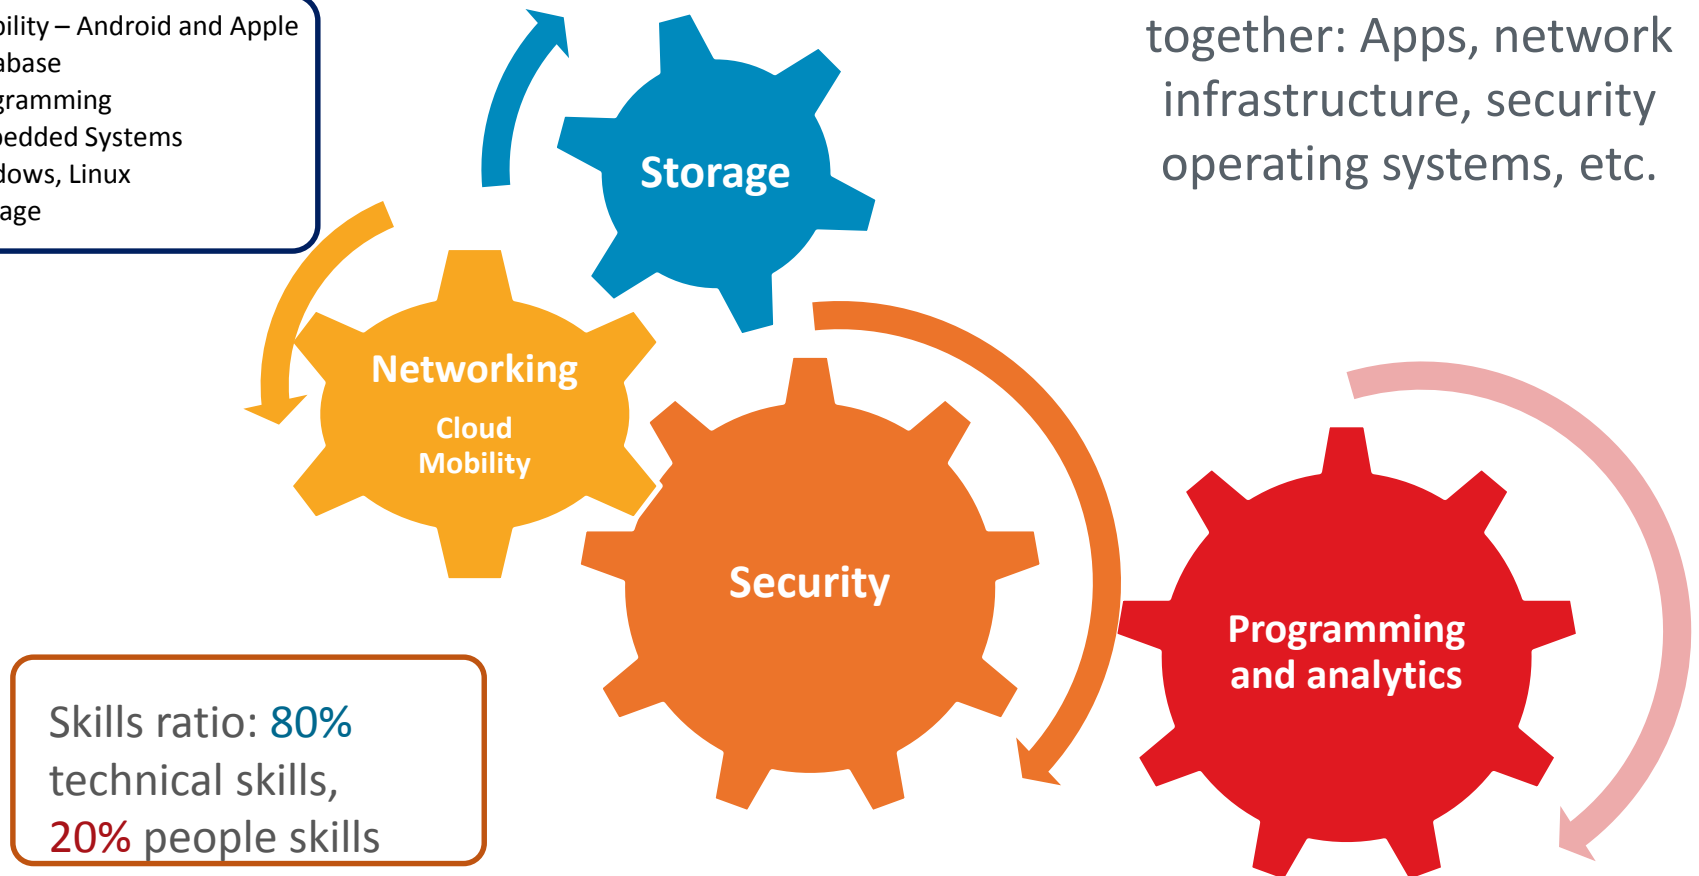 bility – Android and Apple
abase
gramming
bedded Systems
dows, Linux
age
together: Apps, network
infrastructure, security
operating systems, etc.
Storage
Networking
Cloud
Mobility
Security
Programming
and analytics
Skills ratio: 80%
technical skills,
20% people skills